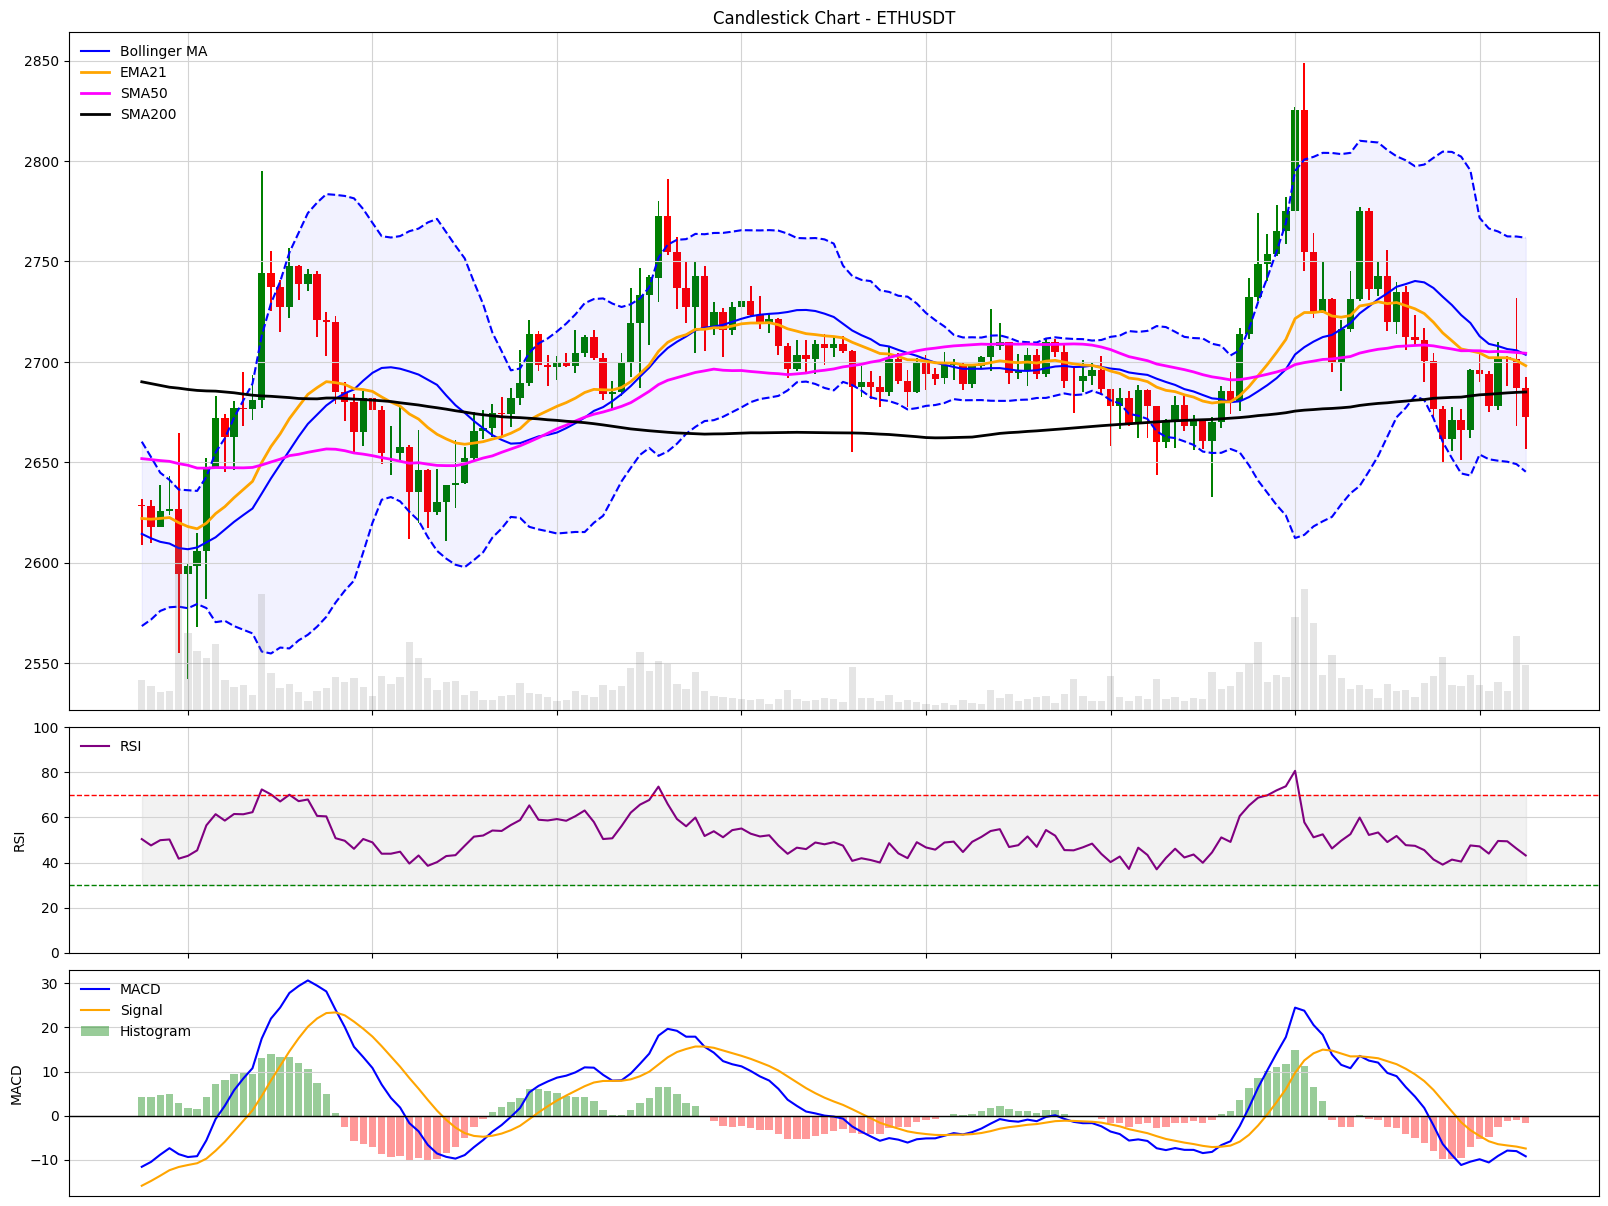 Candlestick Chart - ETHUSDT
Bollinger MA
EMA21
SMA50
SMA200
2850
2800
2750
2700
2650
2600
2550
RSI
RSI
100
80
60
40
20
0
MACD
Signal
Histogram
MACD
30
20
10
0
−10